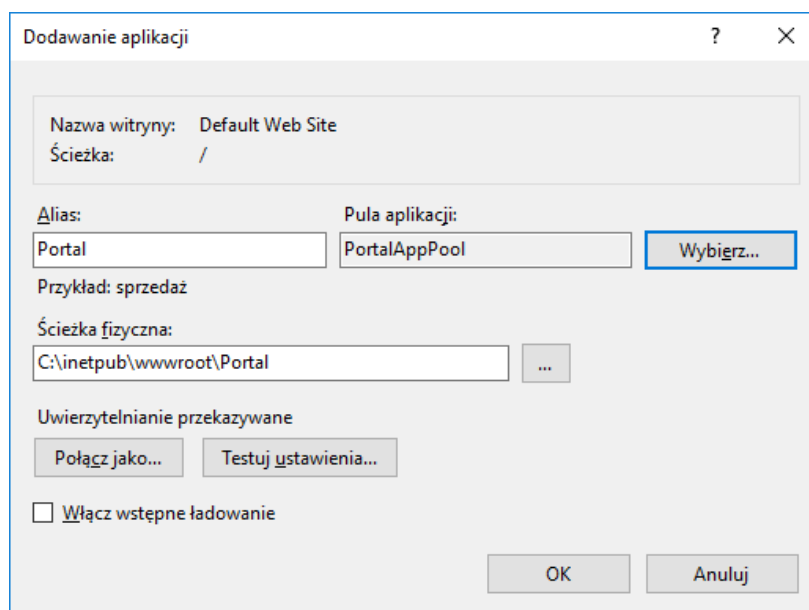 Dodawanie aplikacji
?
Nazwa witryny: Default Web Site
Ścieżka: /
Alias: Pula aplikacji:
Portal PortalAppPool Wybierz...
Przykład: sprzedaż
Ścieżka fizyczna:
C:\inetpub\wwwroot\Portal ...
Uwierzytelnianie przekazywane
Połącz jako... Testuj ustawienia...
Włącz wstępne ładowanie
OK Anuluj